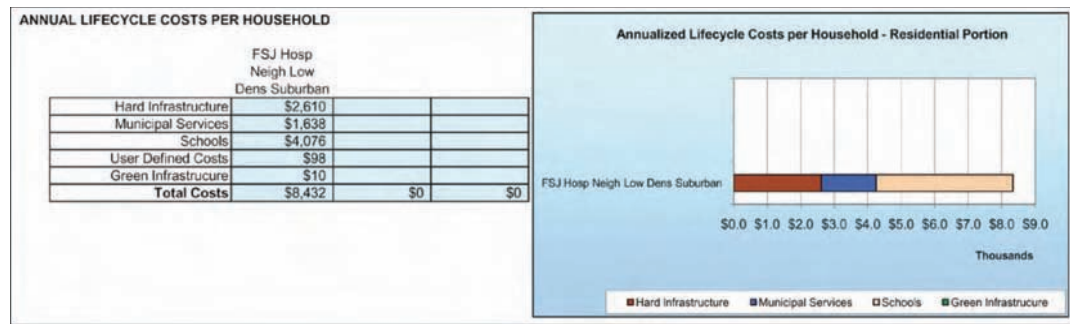 ANNUAL LIFECYCLE COSTS PER HOUSEHOLD
FSJ Hosp
Neigh Low
Dens Suburban
Hard Infrastructure $2,610
Municipal Services $1,638
Schools $4,076
User Defined Costs $98
Green Infrastrucure $10
Total Costs $8,432 $0 $0
Annualized Lifecycle Costs per Household - Residential Portion
FSJ Hosp Neigh Low Dens Suburban
$0.0 $1.0 $2.0 $3.0 $4.0 $5.0 $6.0 $7.0 $8.0 $9.0
Thousands
Hard Infrastructure Municipal Services Schools Green Infrastrucure